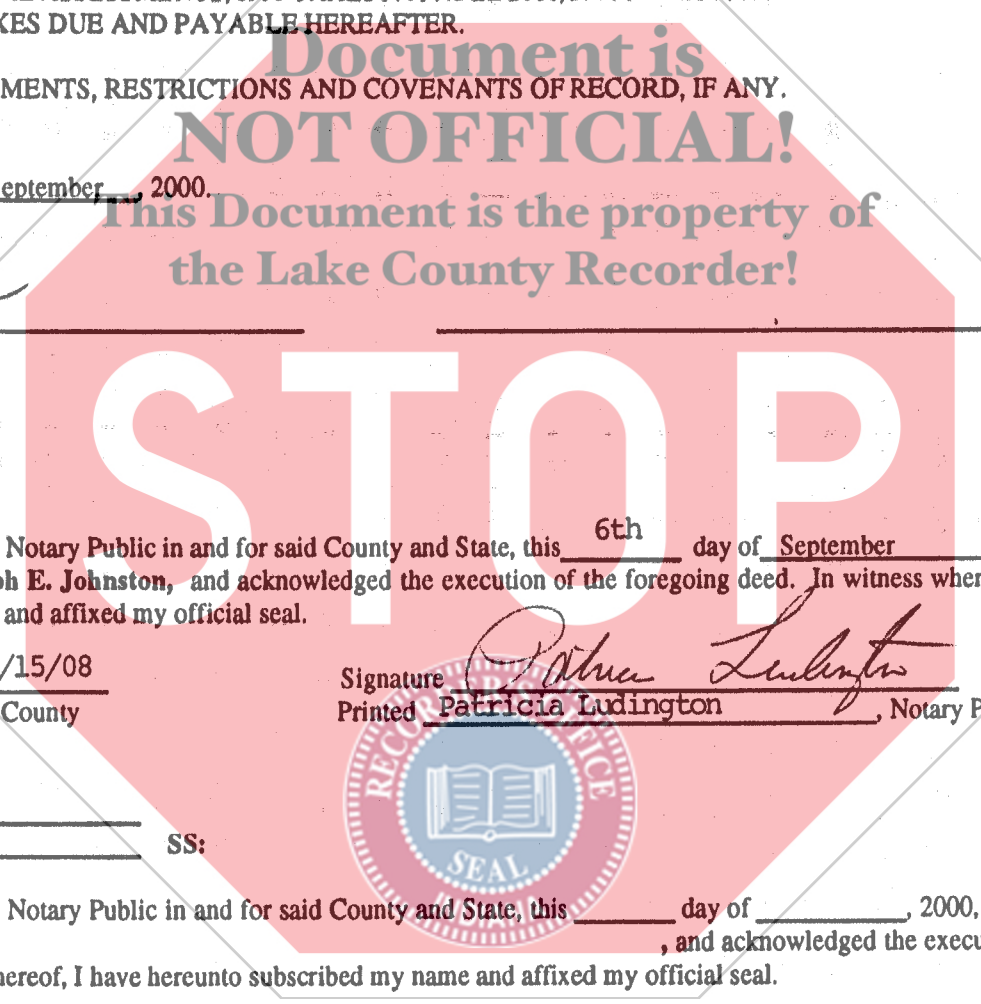 KES DUE AND PAYABLE HEREAFTER.
Document is
MENTS, RESTRICTIONS AND COVENANTS OF RECORD, IF ANY.
NOT OFFICIAL!
eptember , 2000.
This Document is the property of
the Lake County Recorder!
STOP
Notary Public in and for said County and State, this 6th day of September
ph E. Johnston, and acknowledged the execution of the foregoing deed. In witness wher
and affixed my official seal.
/15/08
Signature Patricia Ludington
County
Printed Patricia Ludington , Notary P
RECORDER'S OFFICE
SEAL
SS:
Notary Public in and for said County and State, this day of , 2000,
, and acknowledged the execu
hereof, I have hereunto subscribed my name and affixed my official seal.